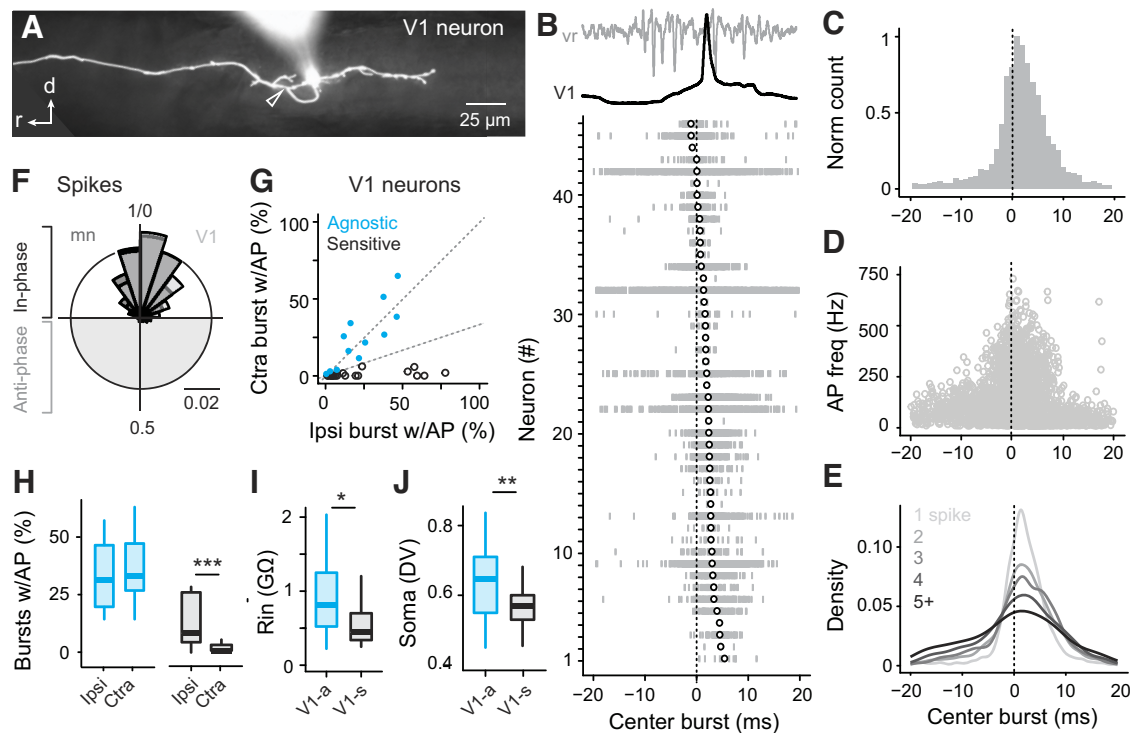 A
V1 neuron
d
r
25 µm
B
vr
V1
Neuron (#)
40
30
20
10
1
−20
−10
0
10
20
Center burst (ms)
C
Norm count
1
0.5
0
−20
−10
0
10
20
D
AP freq (Hz)
750
500
250
0
−20
−10
0
10
20
E
1 spike
2
3
4
5+
Density
0.10
0.05
0
−20
−10
0
10
20
Center burst (ms)
F
Spikes
1/0
mn
V1
In-phase
Anti-phase
0.02
0.5
G
V1 neurons
Agnostic
Sensitive
Ctra burst w/AP (%)
100
50
0
0
50
100
Ipsi burst w/AP (%)
H
Bursts w/AP (%)
50
25
0
***
Ipsi
Ctra
Ipsi
Ctra
I
*
Rin (GΩ)
2
1
0
V1-a
V1-s
J
**
Soma (DV)
0.8
0.6
0.4
V1-a
V1-s